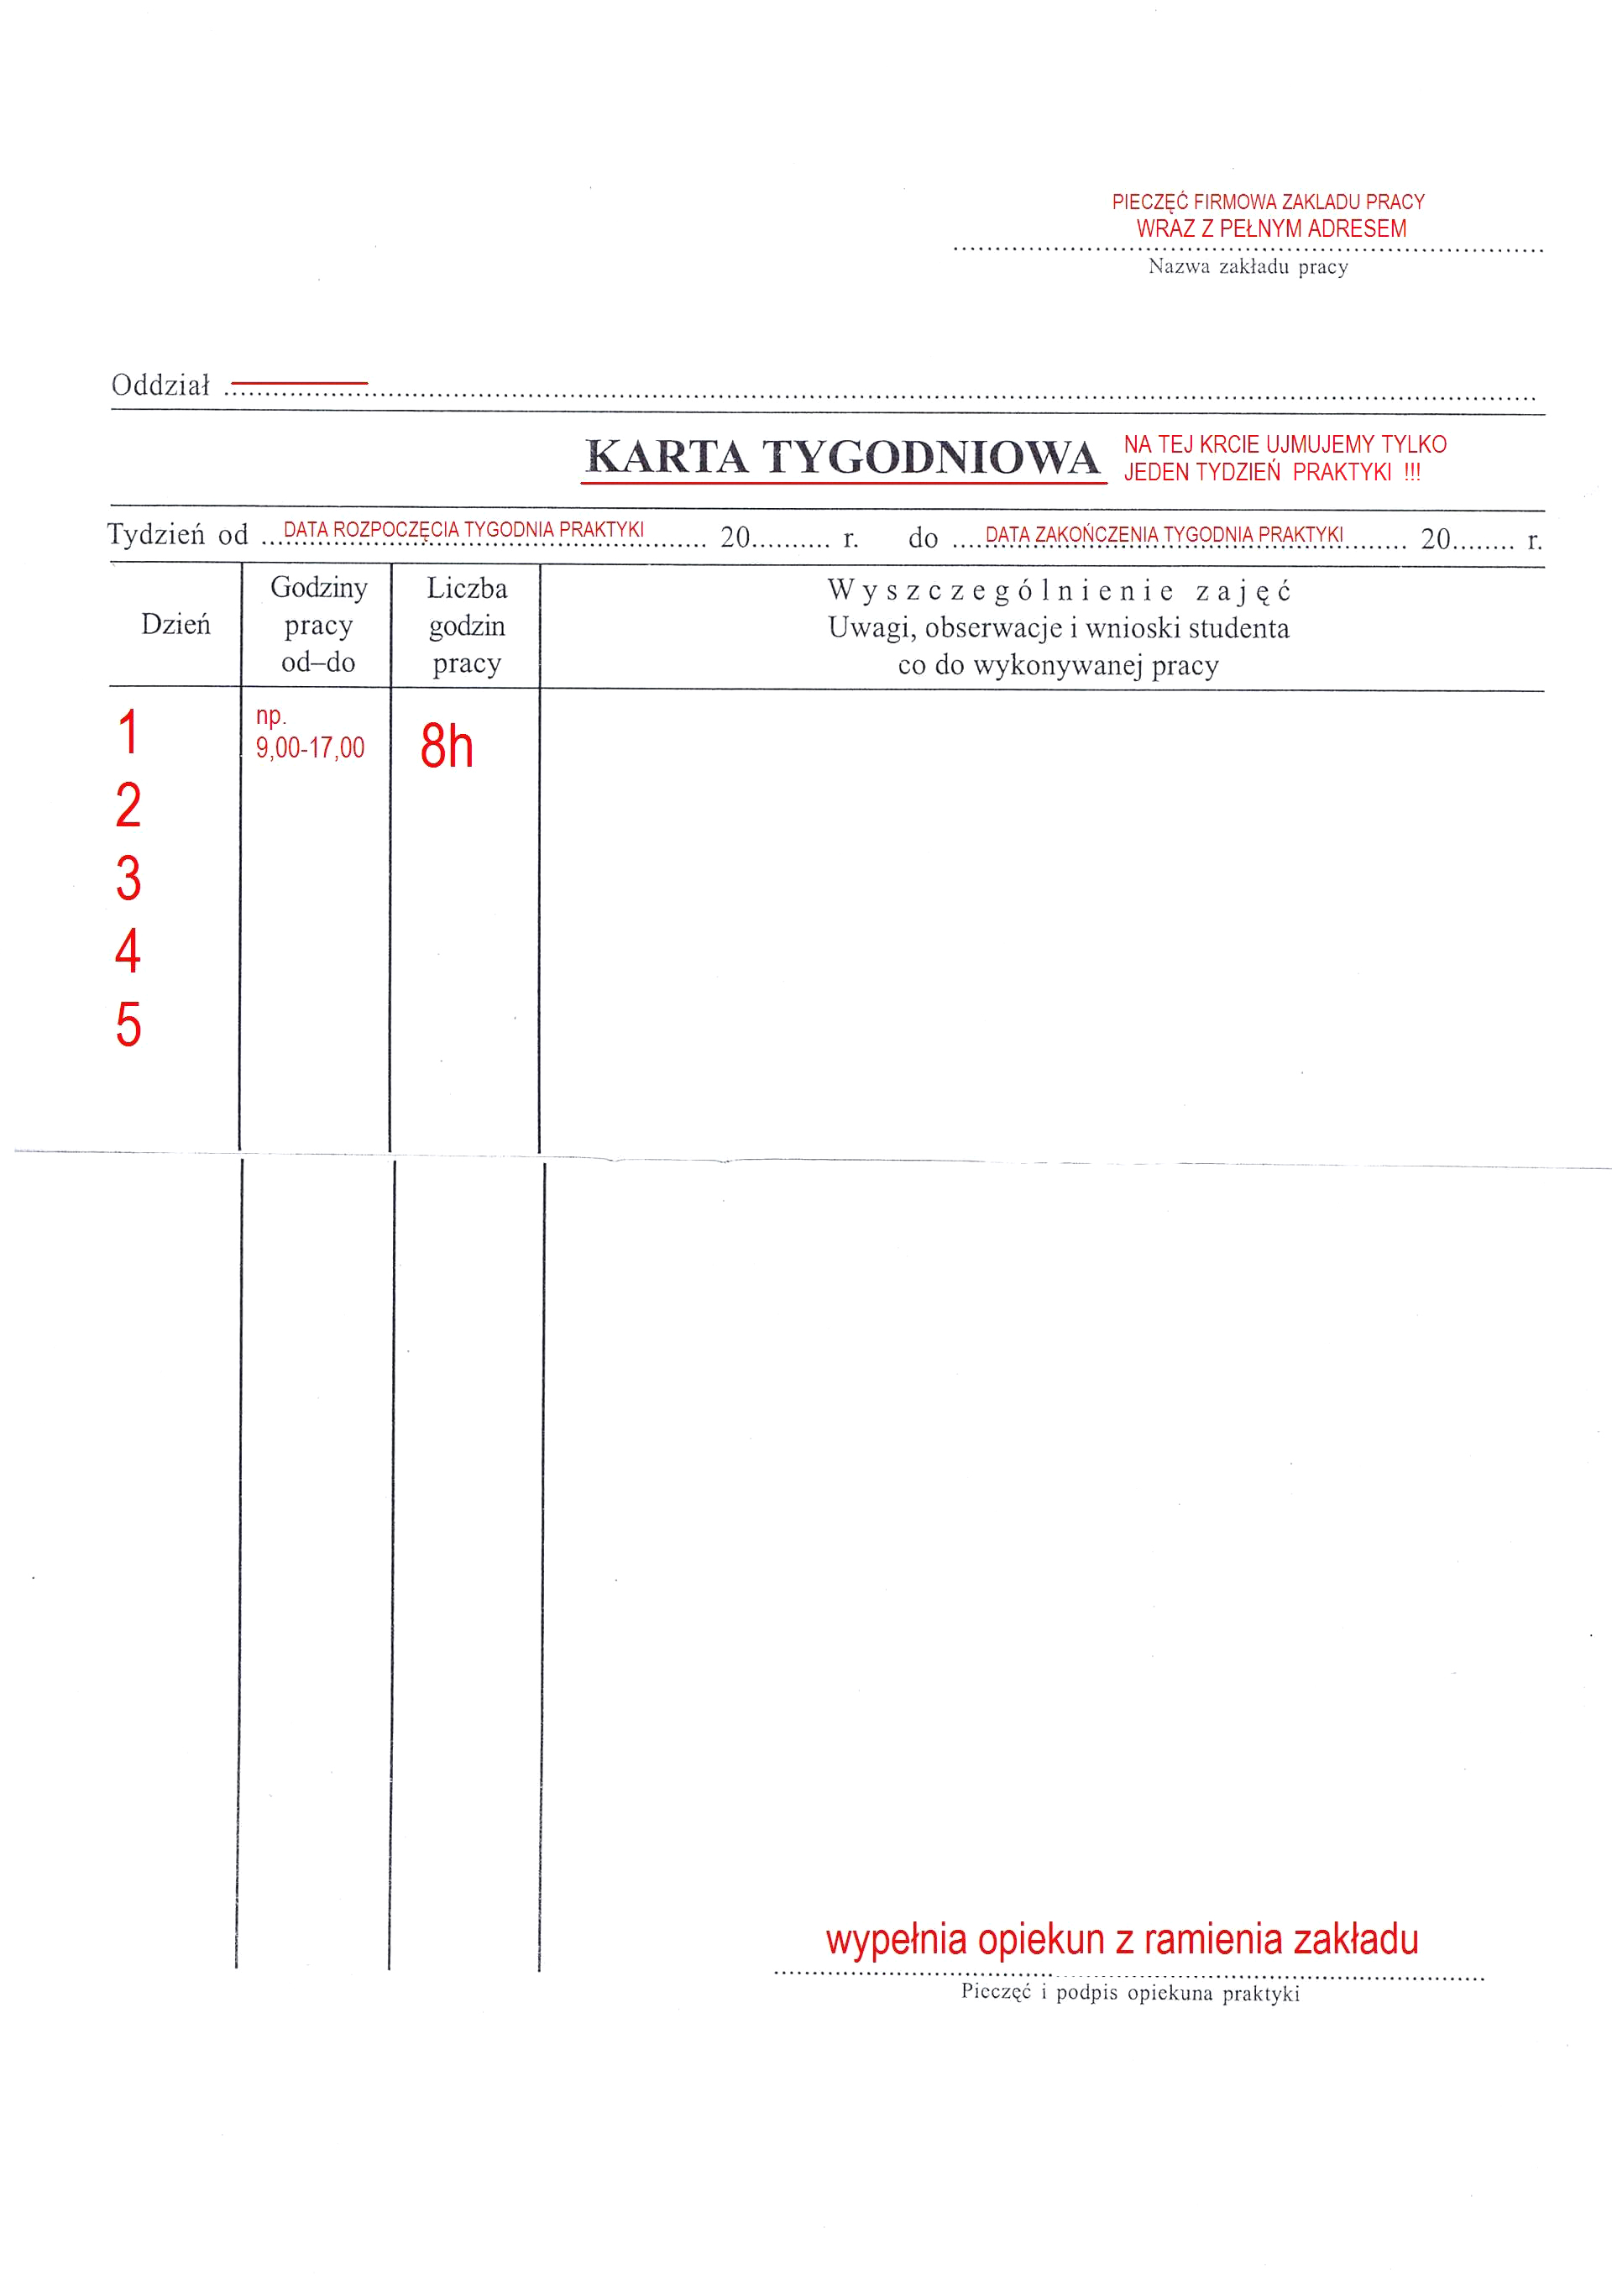 PIECZĘĆ FIRMOWA ZAKLADU PRACY
WRAZ Z PEŁNYM ADRESEM
Nazwa zakładu pracy
Oddział
KARTA TYGODNIOWA
NA TEJ KRCIE UJMUJEMY TYLKO
JEDEN TYDZIEŃ PRAKTYKI !!!
Tydzień od ... DATA ROZPOCZĘCIA TYGODNIA PRAKTYKI ....... 20.......... r. do .... DATA ZAKOŃCZENIA TYGODNIA PRAKTYKI ........ 20........ r.
Dzień
Godziny
pracy
od–do
Liczba
godzin
pracy
Wyszczególnienie zajęć
Uwagi, obserwacje i wnioski studenta
co do wykonywanej pracy
1 np. 9,00-17,00 8h
2
3
4
5
wypełnia opiekun z ramienia zakładu
Pieczęć i podpis opiekuna praktyki